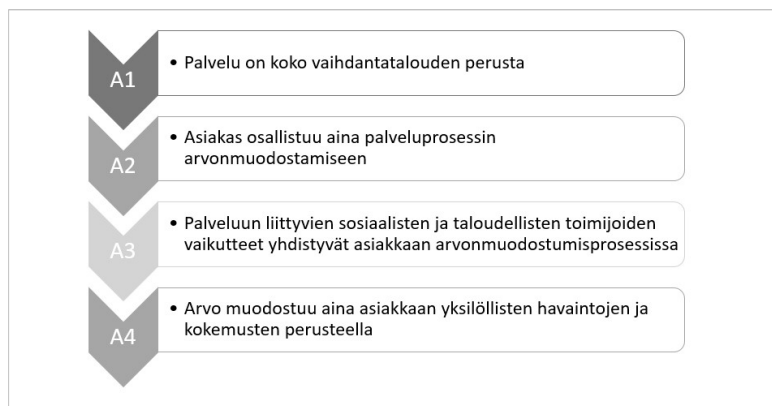 A1
• Palvelu on koko vaihdantatalouden perusta
A2
• Asiakas osallistuu aina palveluprosessin
arvonmuodostamiseen
A3
• Palveluun liittyvien sosiaalisten ja taloudellisten toimijoiden
vaikutteet yhdistyvät asiakkaan arvonmuodostumisprosessissa
A4
• Arvo muodostuu aina asiakkaan yksilöllisten havaintojen ja
kokemusten perusteella